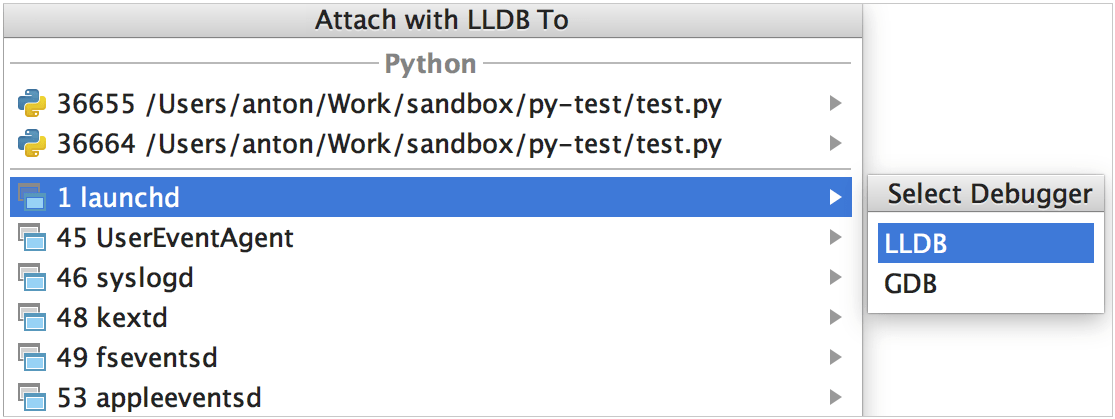 Attach with LLDB To
Python
36655 /Users/anton/Work/sandbox/py-test/test.py
36664 /Users/anton/Work/sandbox/py-test/test.py
1 launchd
45 UserEventAgent
46 syslogd
48 kextd
49 fseventsd
53 appleeventsd
Select Debugger
LLDB
GDB